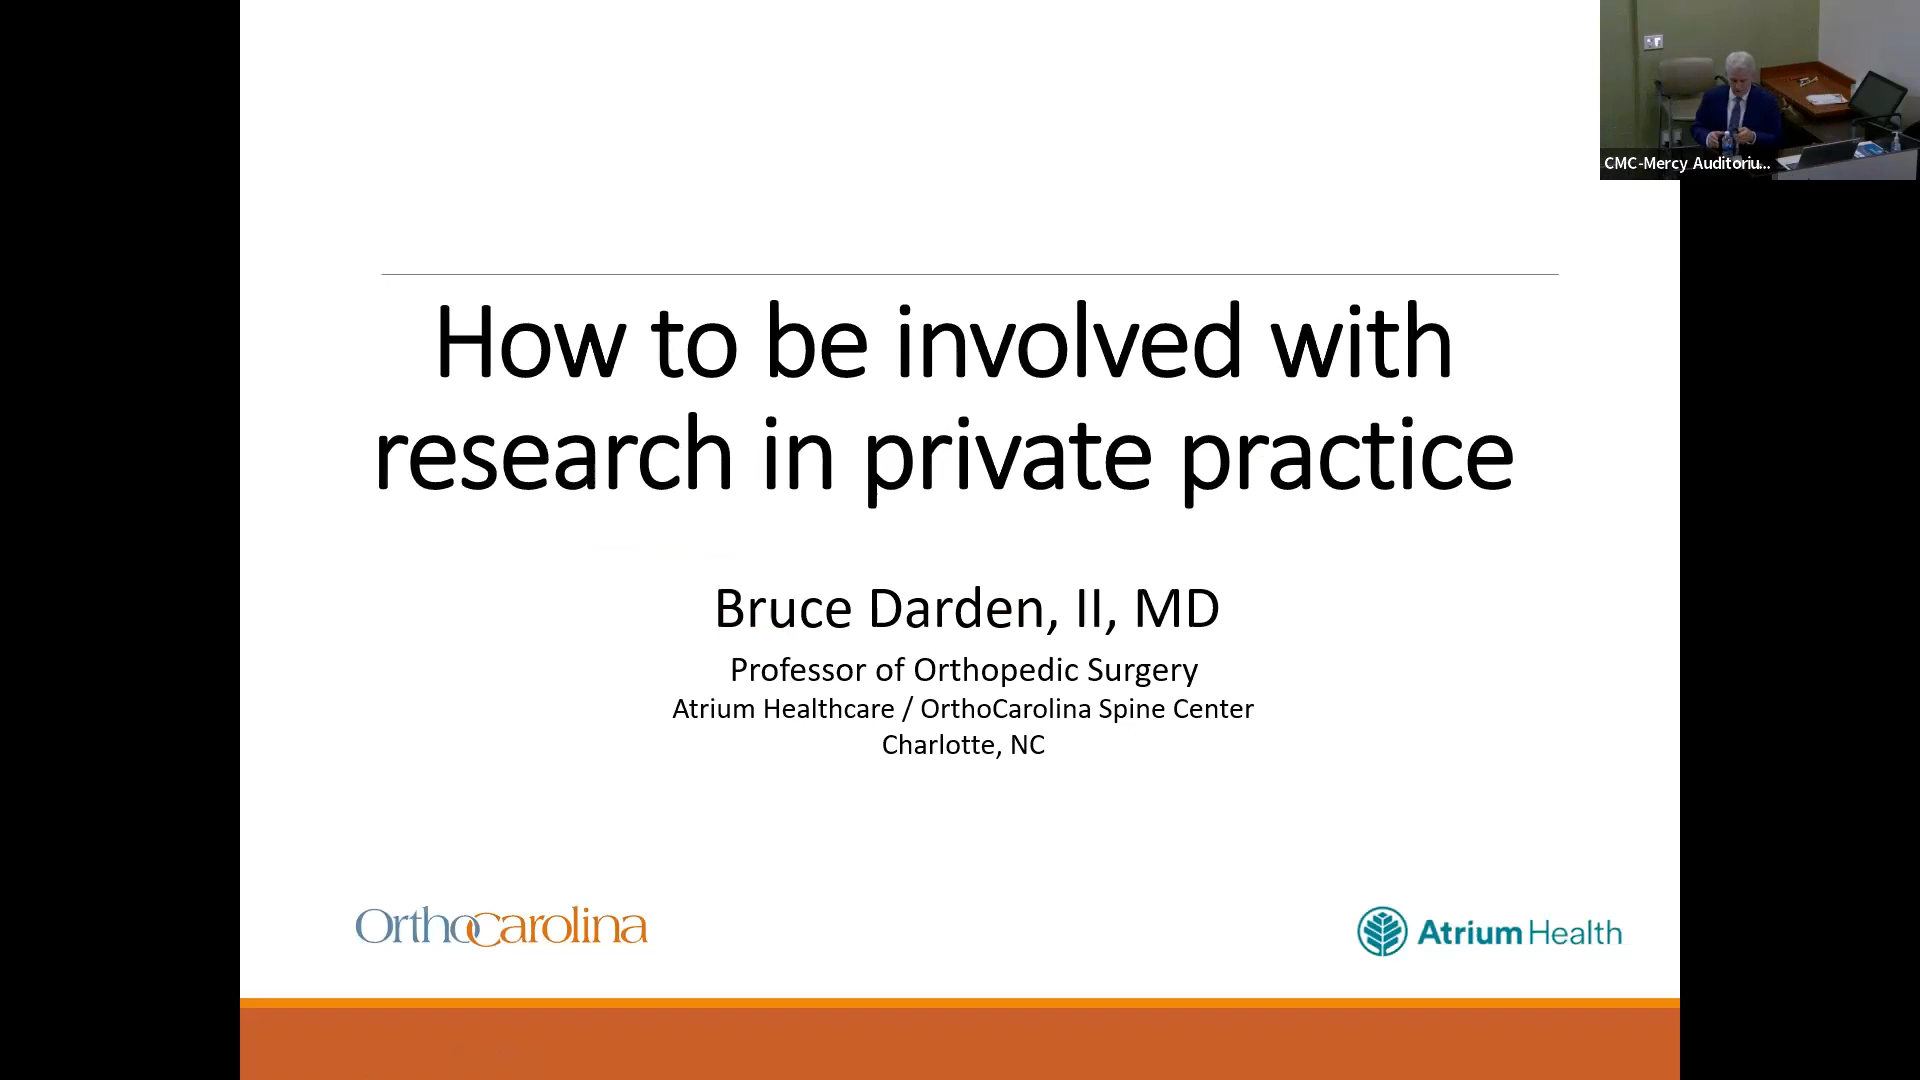 CMC-Mercy Auditoriu...
How to be involved with
research in private practice
Bruce Darden, II, MD
Professor of Orthopedic Surgery
Atrium Healthcare / OrthoCarolina Spine Center
Charlotte, NC
OrthoCarolina
Atrium Health